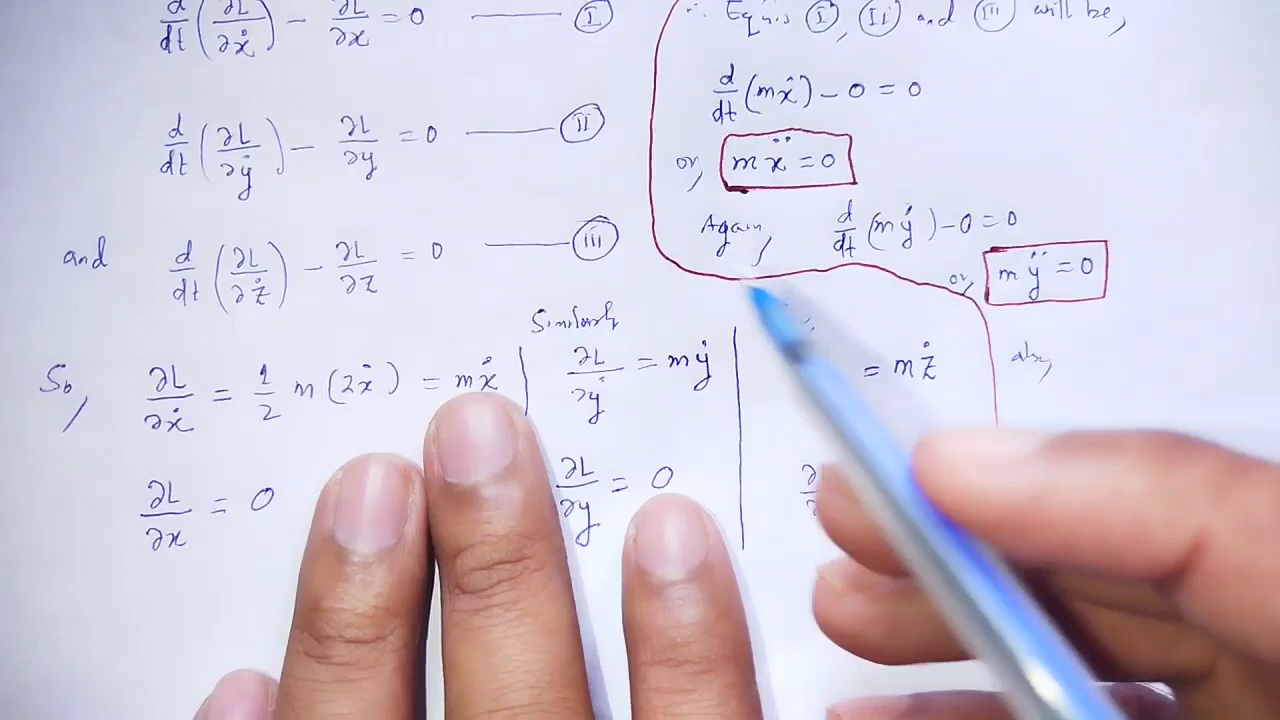 d/dt(∂L/∂ẋ) − ∂L/∂x = 0 —— Ⓘ
d/dt(∂L/∂ẏ) − ∂L/∂y = 0 —— Ⓘ︎Ⓘ︎
and d/dt(∂L/∂ż) − ∂L/∂z = 0 —— (III)
So, ∂L/∂ẋ = 1/2 m(2ẋ) = mẋ
∂L/∂x = 0
Similarly
∂L/∂ẏ = mẏ
∂L/∂y = 0
= mż
∴ Eqns (I), (II) and (III) will be,
d/dt(mẋ) − 0 = 0
or, mẍ = 0
Again, d/dt(mẏ) − 0 = 0
or, mÿ = 0
also,